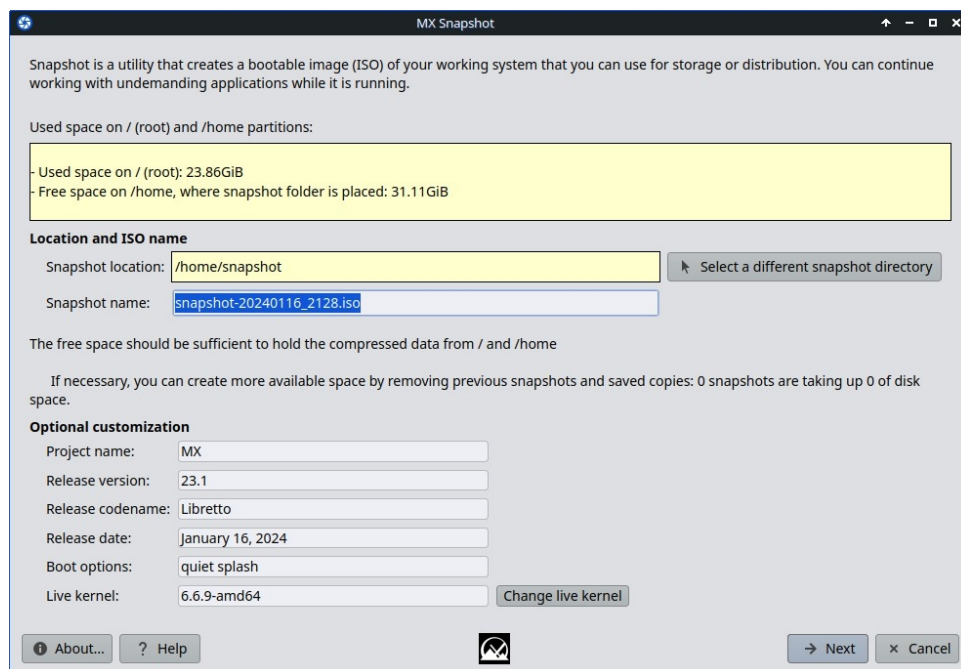 MX Snapshot
Snapshot is a utility that creates a bootable image (ISO) of your working system that you can use for storage or distribution. You can continue
working with undemanding applications while it is running.
Used space on / (root) and /home partitions:
- Used space on / (root): 23.86GiB
- Free space on /home, where snapshot folder is placed: 31.11GiB
Location and ISO name
Snapshot location: /home/snapshot Select a different snapshot directory
Snapshot name: snapshot-20240116_2128.iso
The free space should be sufficient to hold the compressed data from / and /home
If necessary, you can create more available space by removing previous snapshots and saved copies: 0 snapshots are taking up 0 of disk
space.
Optional customization
Project name: MX
Release version: 23.1
Release codename: Libretto
Release date: January 16, 2024
Boot options: quiet splash
Live kernel: 6.6.9-amd64 Change live kernel
About... ? Help Next Cancel